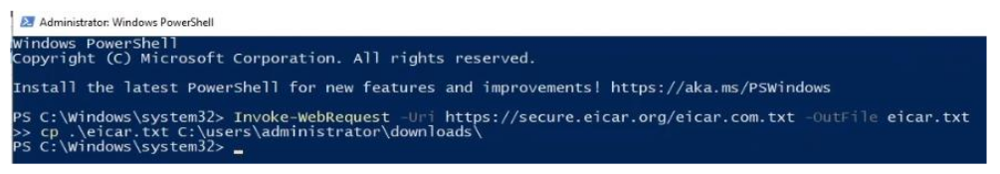 Administrator: Windows PowerShell
Windows PowerShell
Copyright (C) Microsoft Corporation. All rights reserved.
Install the latest PowerShell for new features and improvements! https://aka.ms/PSWindows
PS C:\Windows\system32> Invoke-WebRequest -Uri https://secure.eicar.org/eicar.com.txt -OutFile eicar.txt
>> cp .\eicar.txt C:\users\administrator\downloads\
PS C:\Windows\system32>